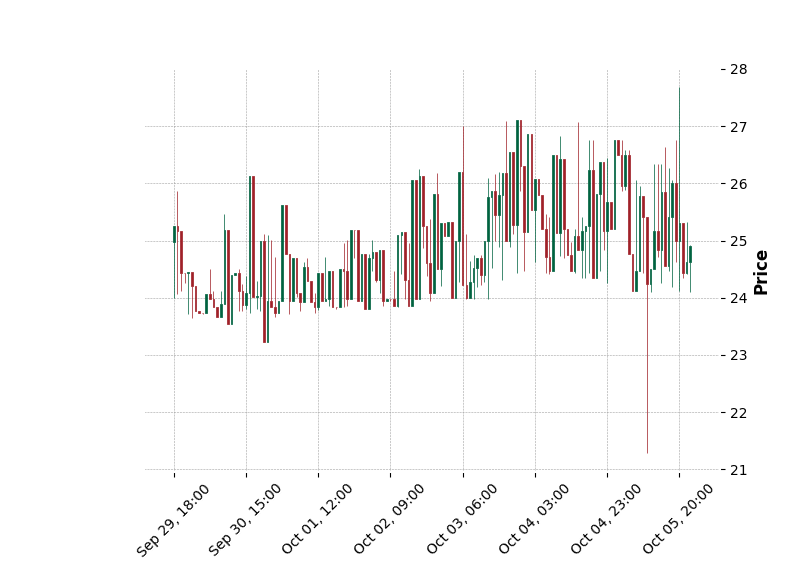 28
27
26
25
24
23
22
21
Price
Sep 29, 18:00
Sep 30, 15:00
Oct 01, 12:00
Oct 02, 09:00
Oct 03, 06:00
Oct 04, 03:00
Oct 04, 23:00
Oct 05, 20:00